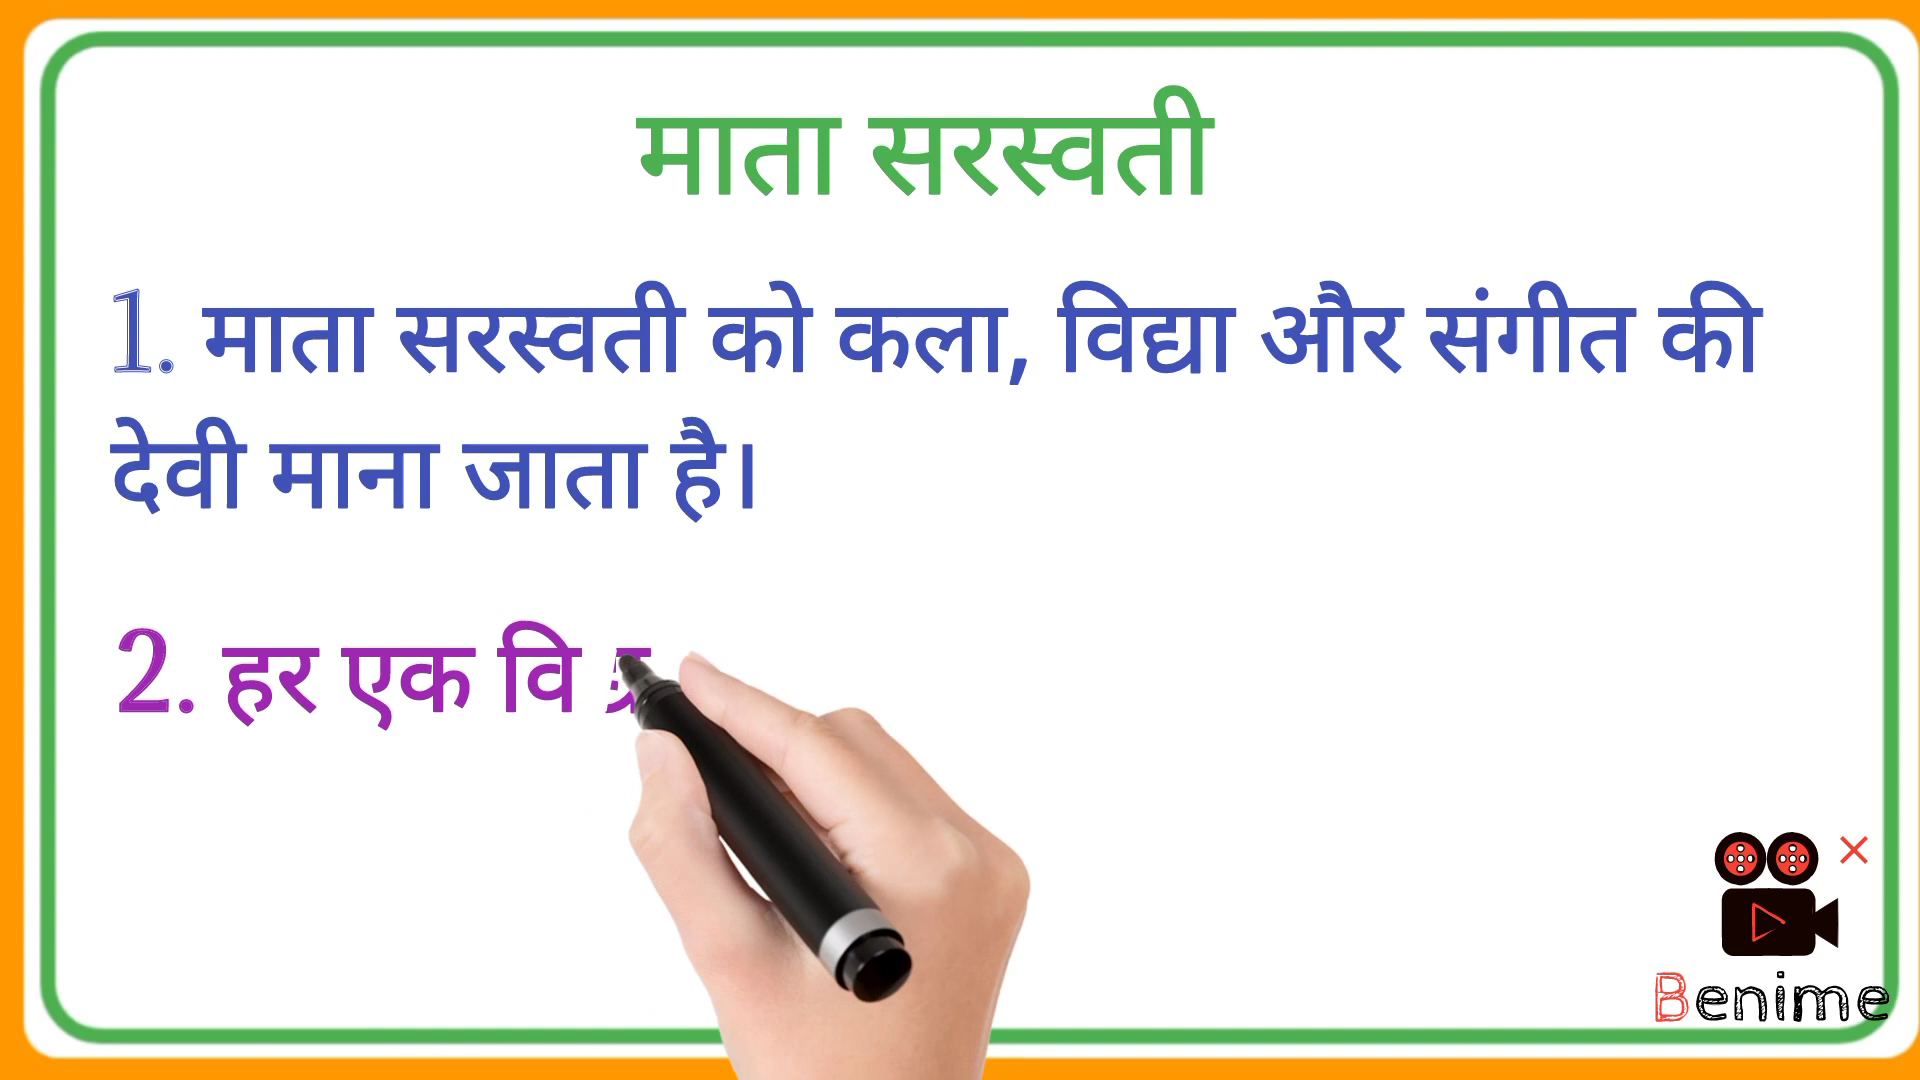 माता सरस्वती
1. माता सरस्वती को कला, विद्या और संगीत की
देवी माना जाता है।
2. हर एक वि
Benime